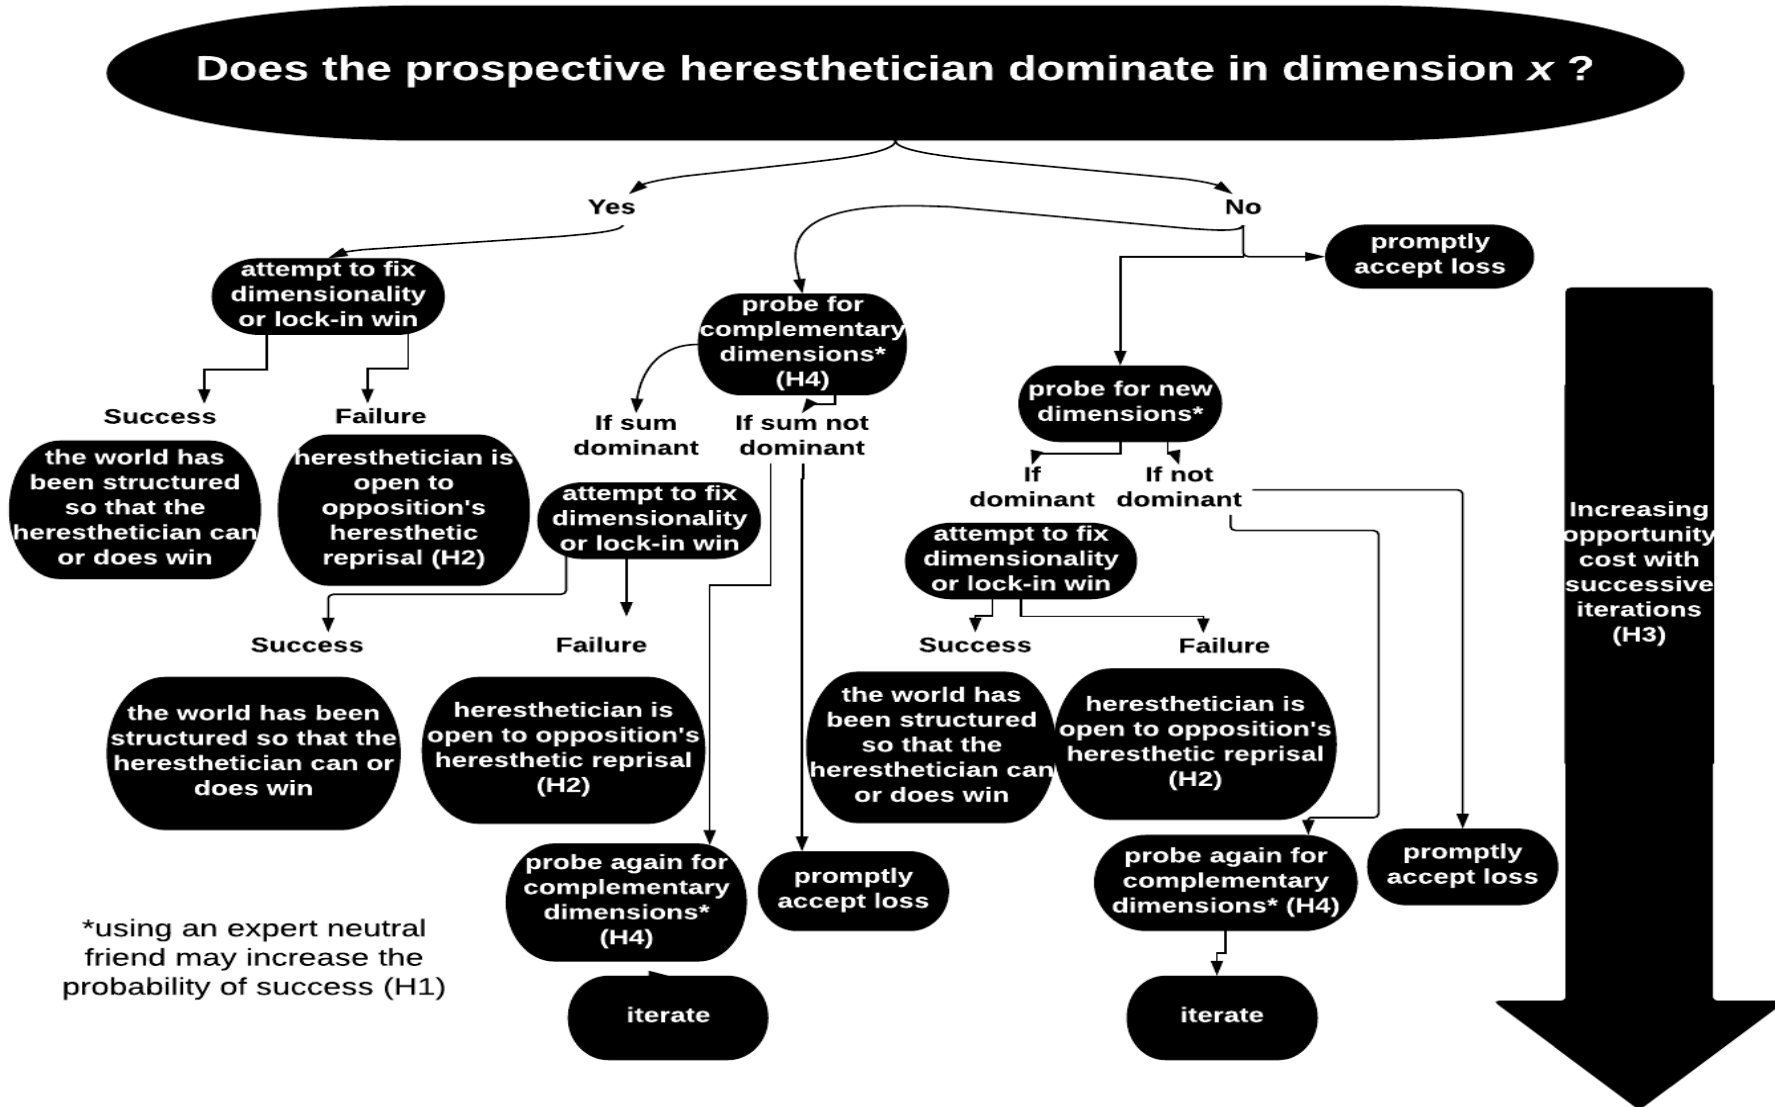 Does the prospective heresthetician dominate in dimension x ?
Yes
No
promptly
accept loss
attempt to fix
dimensionality
or lock-in win
probe for
complementary
dimensions*
(H4)
probe for new
dimensions*
Success
Failure
If sum
dominant
If sum not
dominant
If
dominant
If not
dominant
the world has
been structured
so that the
heresthetician can
or does win
heresthetician is
open to
opposition's
heresthetic
reprisal (H2)
attempt to fix
dimensionality
or lock-in win
attempt to fix
dimensionality
or lock-in win
Increasing
opportunity
cost with
successive
iterations
(H3)
Success
Failure
Success
Failure
the world has been
structured so that the
heresthetician can or
does win
heresthetician is
open to opposition's
heresthetic reprisal
(H2)
the world has
been structured
so that the
heresthetician can
or does win
heresthetician is
open to opposition's
heresthetic reprisal
(H2)
probe again for
complementary
dimensions*
(H4)
promptly
accept loss
probe again for
complementary
dimensions* (H4)
promptly
accept loss
*using an expert neutral
friend may increase the
probability of success (H1)
iterate
iterate